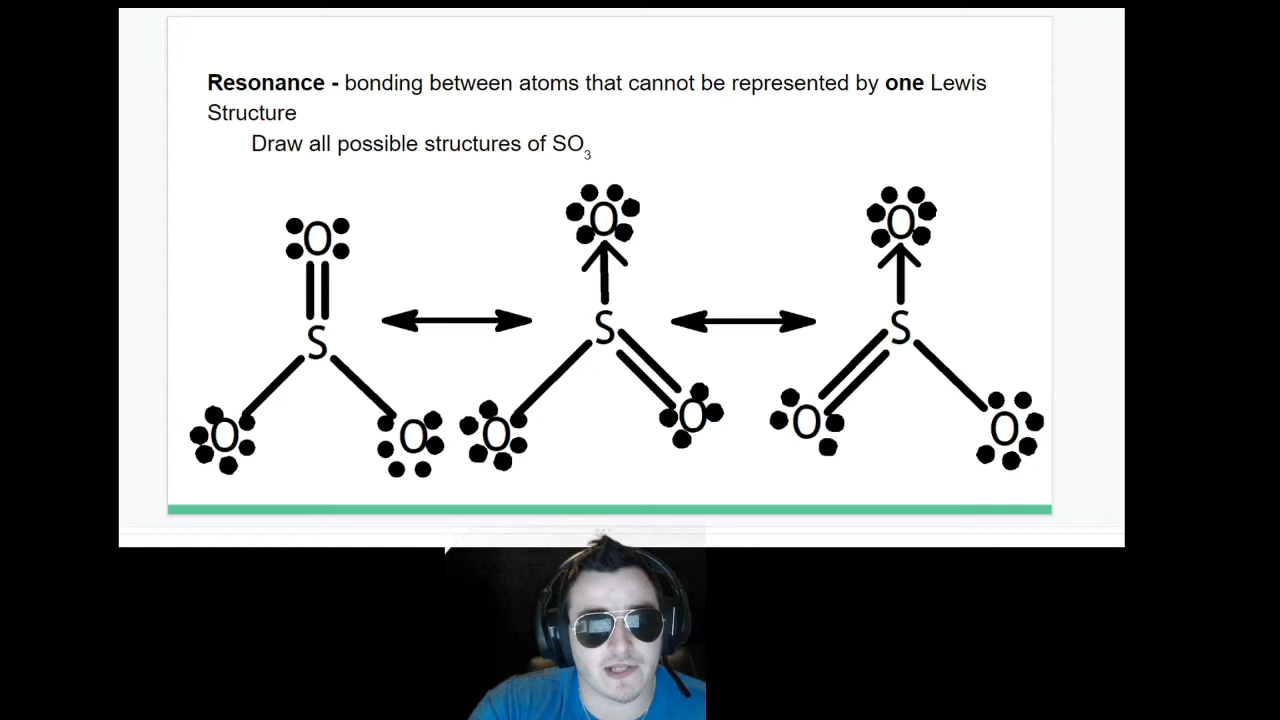 Resonance - bonding between atoms that cannot be represented by one Lewis
Structure
Draw all possible structures of SO₃
O O O
S S S
O O O O O O